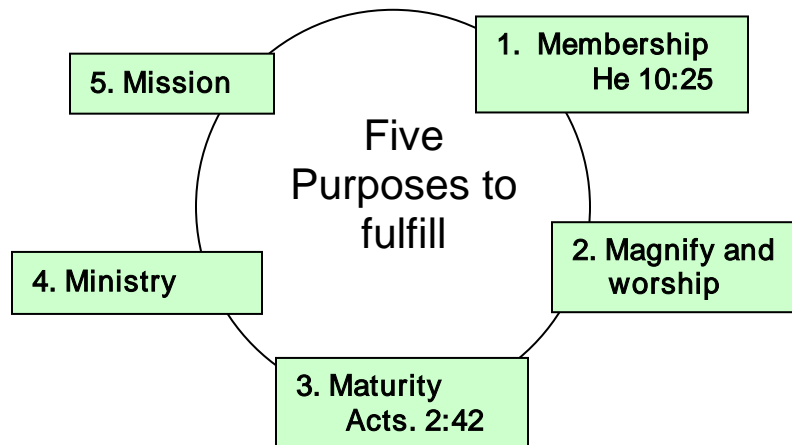 Five
Purposes to
fulfill
1. Membership
He 10:25
2. Magnify and
worship
3. Maturity
Acts. 2:42
4. Ministry
5. Mission